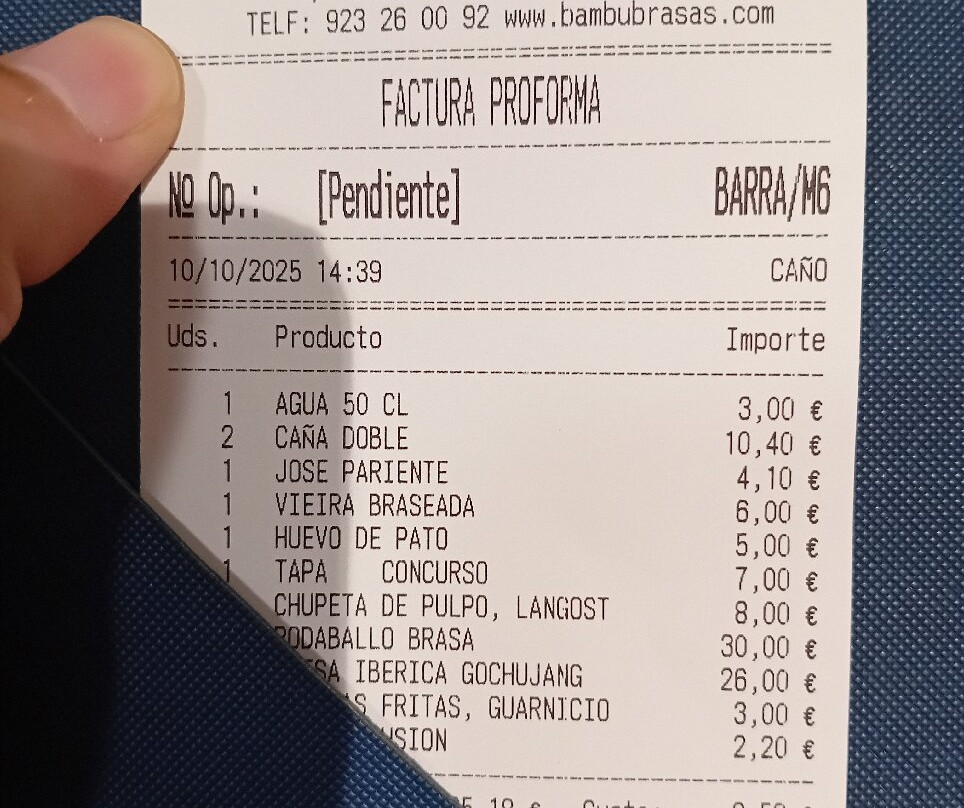 TELF: 923 26 00 92 www.bambubrasas.com
FACTURA PROFORMA
Nº Op.: [Pendiente] BARRA/M6
10/10/2025 14:39 CAÑO
Uds. Producto Importe
1 AGUA 50 CL 3,00 €
2 CAÑA DOBLE 10,40 €
1 JOSE PARIENTE 4,10 €
1 VIEIRA BRASEADA 6,00 €
1 HUEVO DE PATO 5,00 €
1 TAPA CONCURSO 7,00 €
CHUPETA DE PULPO, LANGOST 8,00 €
RODABALLO BRASA 30,00 €
IBERICA GOCHUJANG 26,00 €
FRITAS, GUARNICIO 3,00 €
2,20 €